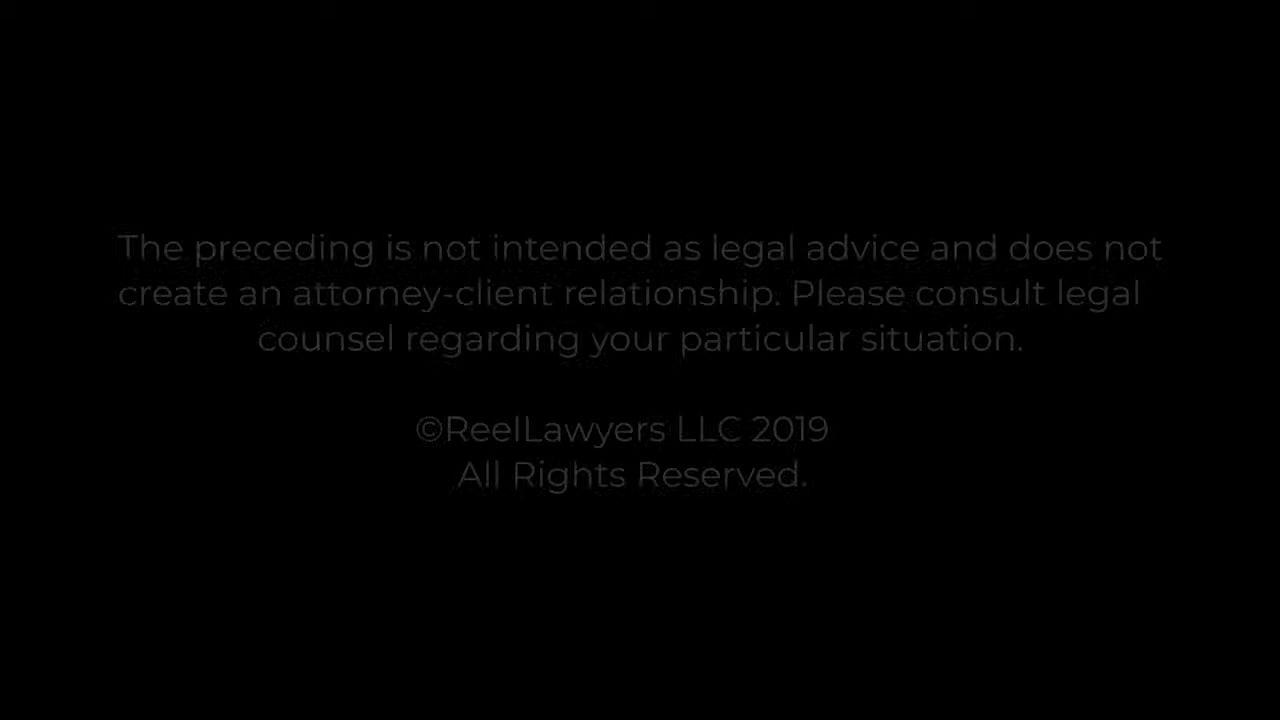 The preceding is not intended as legal advice and does not
create an attorney-client relationship. Please consult legal
counsel regarding your particular situation.
©ReelLawyers LLC 2019
All Rights Reserved.